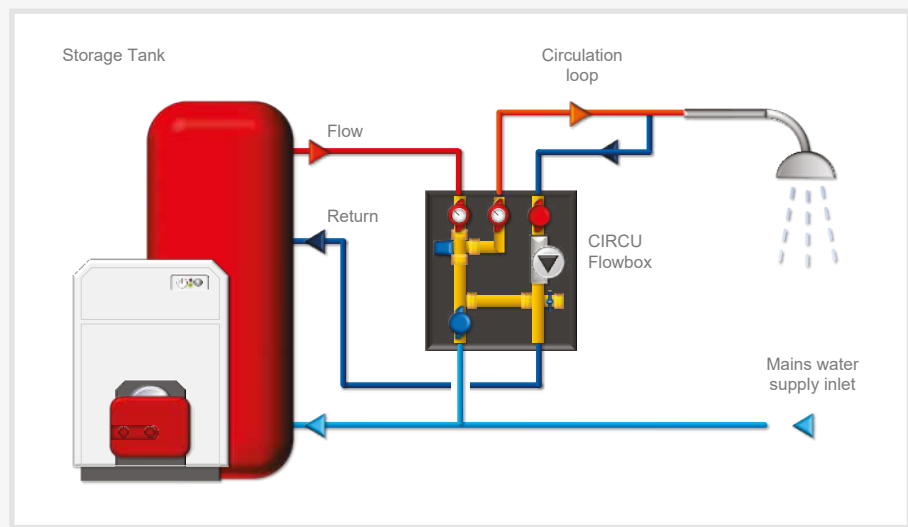 Storage Tank
Circulation
loop
Flow
Return
CIRCU
Flowbox
Mains water
supply inlet